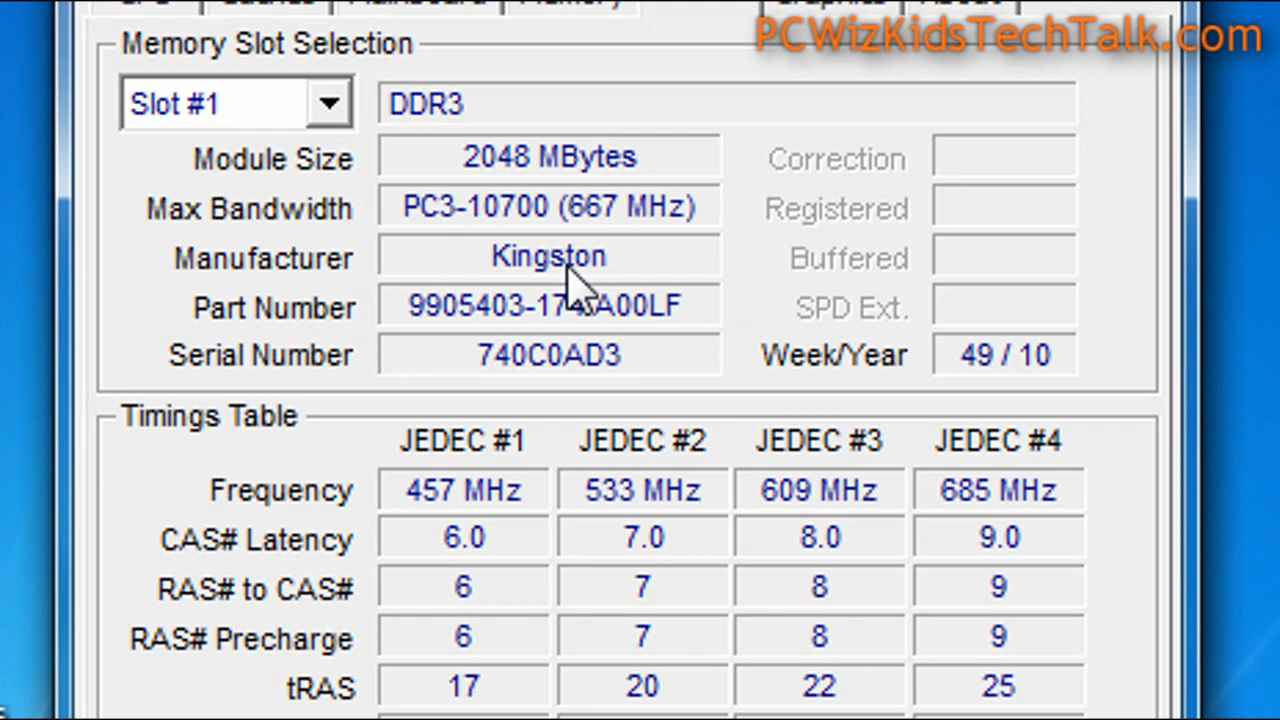 PCWizKidsTechTalk.com
Memory Slot Selection
Slot #1 DDR3
Module Size 2048 MBytes Correction
Max Bandwidth PC3-10700 (667 MHz) Registered
Manufacturer Kingston Buffered
Part Number SPD Ext.
Serial Number 740C0AD3 Week/Year 49 / 10
Timings Table
JEDEC #1 JEDEC #2 JEDEC #3 JEDEC #4
Frequency 457 MHz 533 MHz 609 MHz 685 MHz
CAS# Latency 6.0 7.0 8.0 9.0
RAS# to CAS# 6 7 8 9
RAS# Precharge 6 7 8 9
tRAS 17 20 22 25